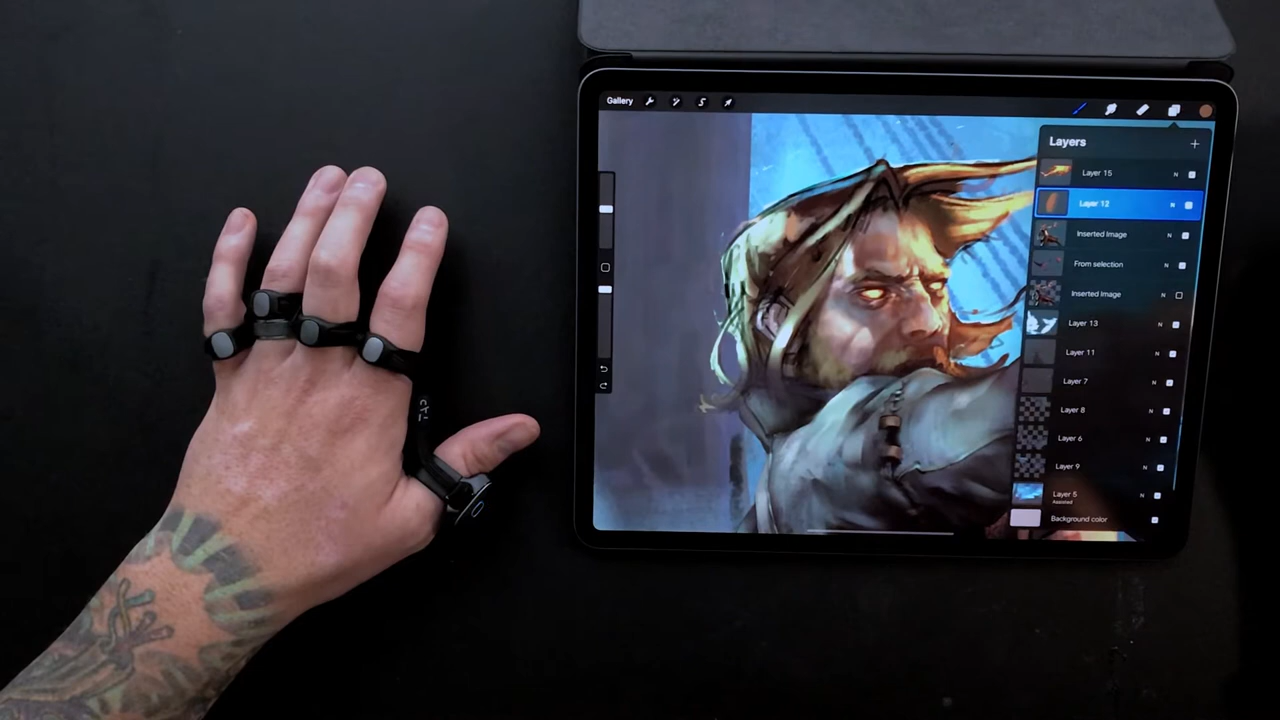 Gallery
Layers
Layer 15 N
Layer 12 N
Inserted Image N
From selection N
Inserted Image N
Layer 13 N
Layer 11 N
Layer 7 N
Layer 8 N
Layer 6 N
Layer 9 N
Layer 5 N
Assisted
Background color